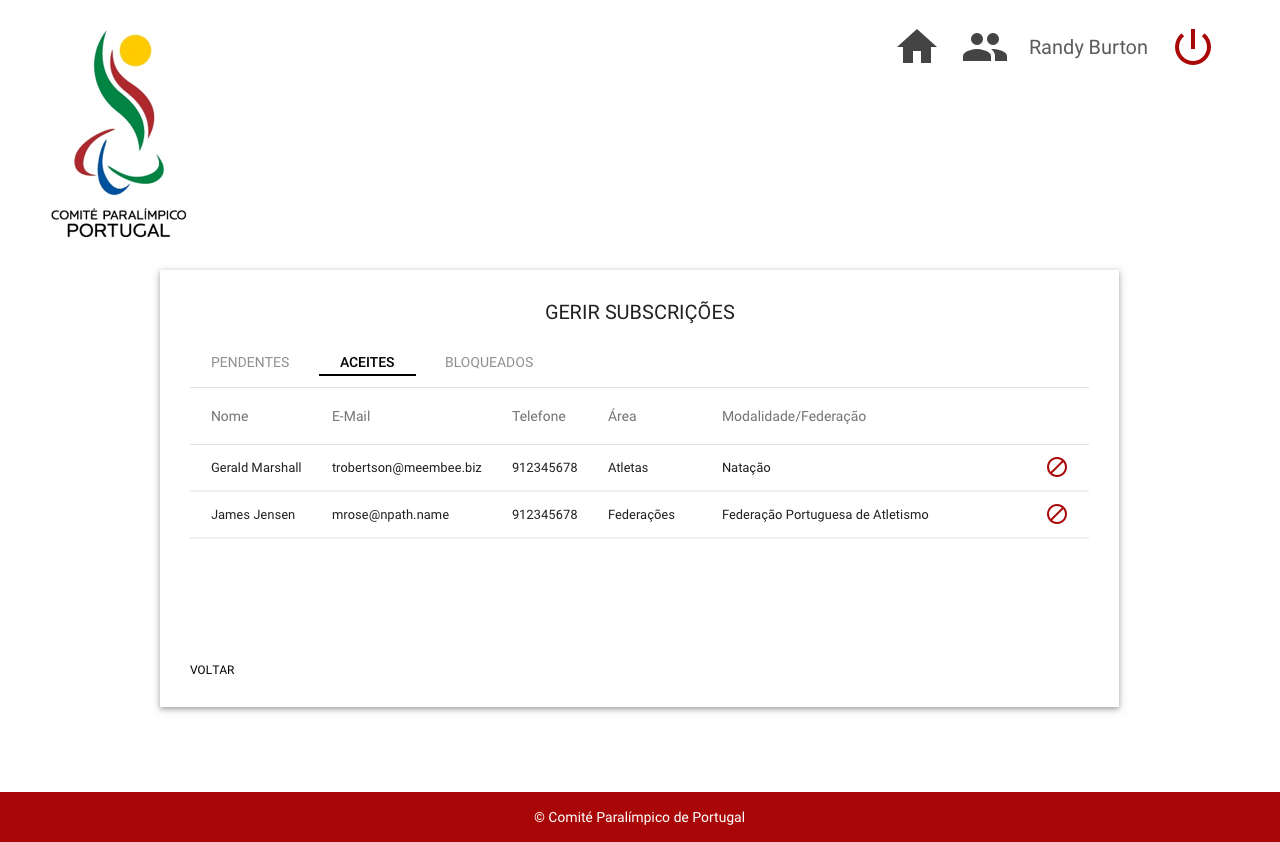 Randy Burton
COMITÉ PARALÍMPICO
PORTUGAL
GERIR SUBSCRIÇÕES
PENDENTES ACEITES BLOQUEADOS
Nome E-Mail Telefone Área Modalidade/Federação
Gerald Marshall trobertson@meembee.biz 912345678 Atletas Natação
James Jensen mrose@npath.name 912345678 Federações Federação Portuguesa de Atletismo
VOLTAR
© Comité Paralímpico de Portugal